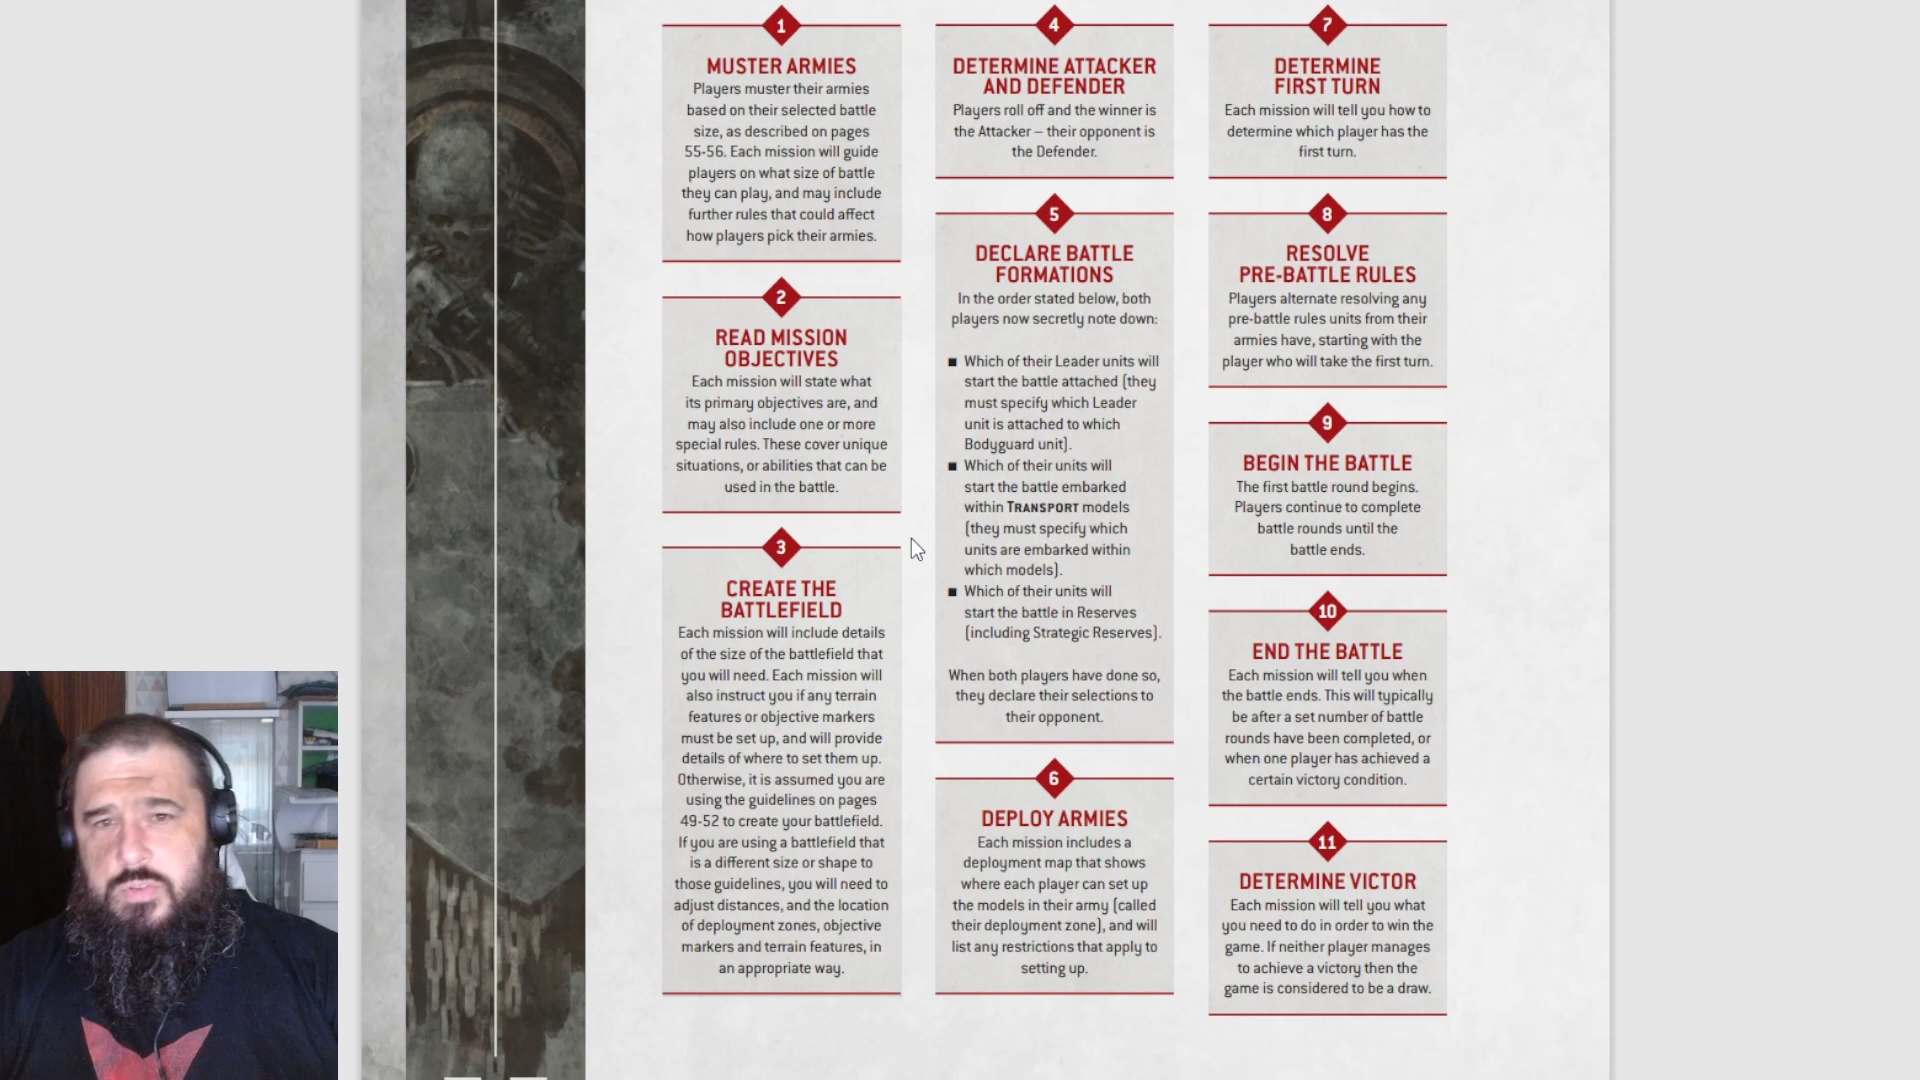 1
MUSTER ARMIES
Players muster their armies
based on their selected battle
size, as described on pages
55-56. Each mission will guide
players on what size of battle
they can play, and may include
further rules that could affect
how players pick their armies.
2
READ MISSION
OBJECTIVES
Each mission will state what
its primary objectives are, and
may also include one or more
special rules. These cover unique
situations, or abilities that can be
used in the battle.
3
CREATE THE
BATTLEFIELD
Each mission will include details
of the size of the battlefield that
you will need. Each mission will
also instruct you if any terrain
features or objective markers
must be set up, and will provide
details of where to set them up.
Otherwise, it is assumed you are
using the guidelines on pages
49-52 to create your battlefield.
If you are using a battlefield that
is a different size or shape to
those guidelines, you will need to
adjust distances, and the location
of deployment zones, objective
markers and terrain features, in
an appropriate way.
4
DETERMINE ATTACKER
AND DEFENDER
Players roll off and the winner is
the Attacker – their opponent is
the Defender.
5
DECLARE BATTLE
FORMATIONS
In the order stated below, both
players now secretly note down:
■ Which of their Leader units will
start the battle attached (they
must specify which Leader
unit is attached to which
Bodyguard unit).
■ Which of their units will
start the battle embarked
within TRANSPORT models
(they must specify which
units are embarked within
which models).
■ Which of their units will
start the battle in Reserves
(including Strategic Reserves).
When both players have done so,
they declare their selections to
their opponent.
6
DEPLOY ARMIES
Each mission includes a
deployment map that shows
where each player can set up
the models in their army (called
their deployment zone), and will
list any restrictions that apply to
setting up.
7
DETERMINE
FIRST TURN
Each mission will tell you how to
determine which player has the
first turn.
8
RESOLVE
PRE-BATTLE RULES
Players alternate resolving any
pre-battle rules units from their
armies have, starting with the
player who will take the first turn.
9
BEGIN THE BATTLE
The first battle round begins.
Players continue to complete
battle rounds until the
battle ends.
10
END THE BATTLE
Each mission will tell you when
the battle ends. This will typically
be after a set number of battle
rounds have been completed, or
when one player has achieved a
certain victory condition.
11
DETERMINE VICTOR
Each mission will tell you what
you need to do in order to win the
game. If neither player manages
to achieve a victory then the
game is considered to be a draw.